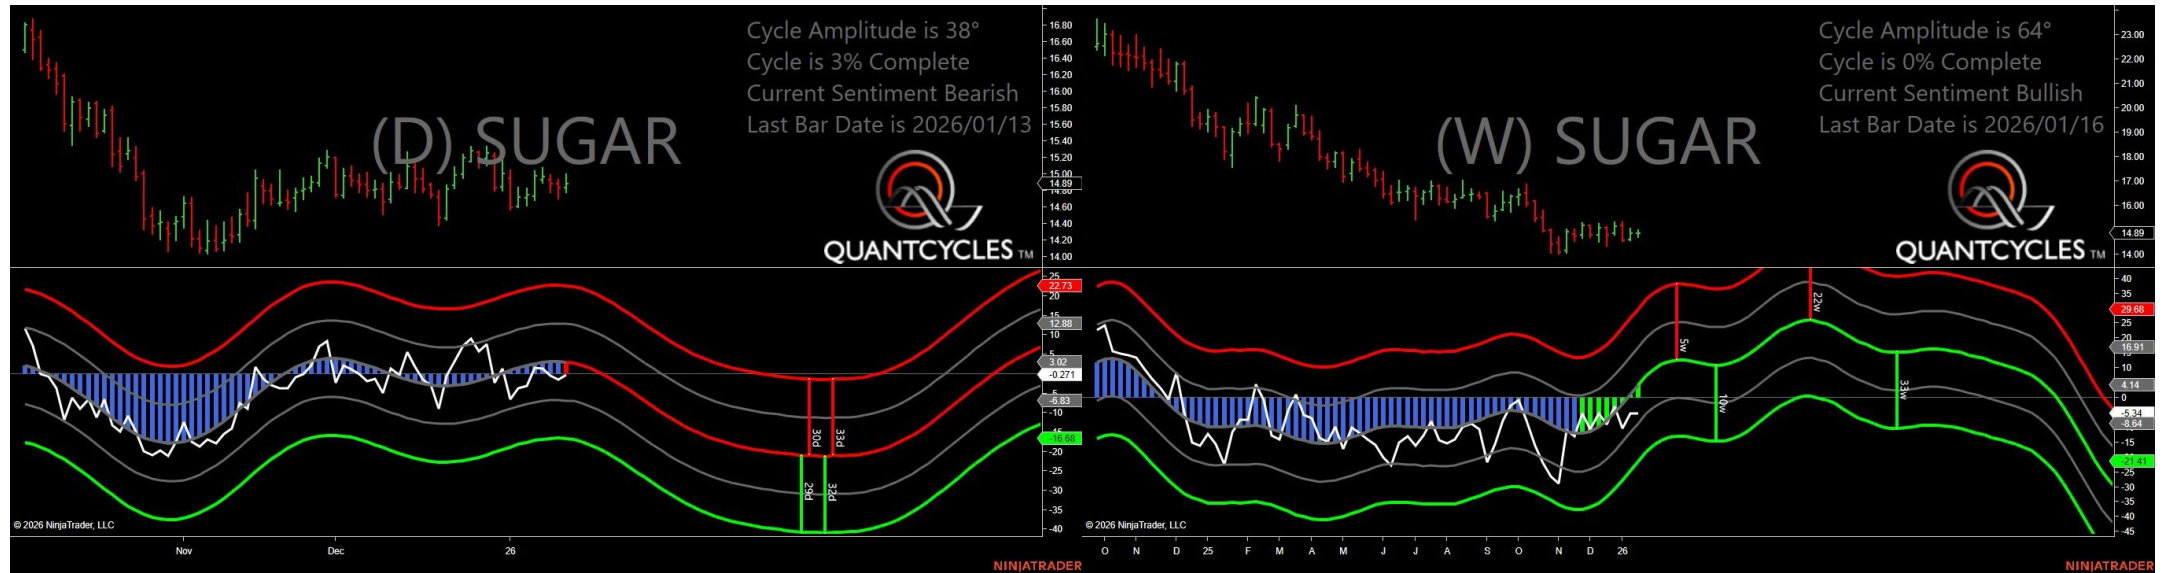 Cycle Amplitude is 38°
Cycle is 3% Complete
Current Sentiment Bearish
Last Bar Date is 2026/01/13
(D) SUGAR
QUANTCYCLES TM
16.80
16.60
16.40
16.20
16.00
15.80
15.60
15.40
15.20
15.00
14.89
14.80
14.60
14.40
14.20
14.00
25
22.73
20
15
12.88
10
5
3.02
-0.271
-5
-6.83
-10
-15
-16.68
-20
-25
-30
-35
-40
30d
33d
29d
32d
© 2026 NinjaTrader, LLC
Nov
Dec
26
NINJATRADER
Cycle Amplitude is 64°
Cycle is 0% Complete
Current Sentiment Bullish
Last Bar Date is 2026/01/16
(W) SUGAR
QUANTCYCLES TM
23.00
22.00
21.00
20.00
19.00
18.00
17.00
16.00
14.89
14.00
40
35
29.68
25
16.91
10
4.14
0
-5.34
-8.64
-15
-21.41
-25
-30
-35
-40
-45
5w
10w
22w
33w
© 2026 NinjaTrader, LLC
O N D 25 F M A M J J A S O N D 26
NINJATRADER